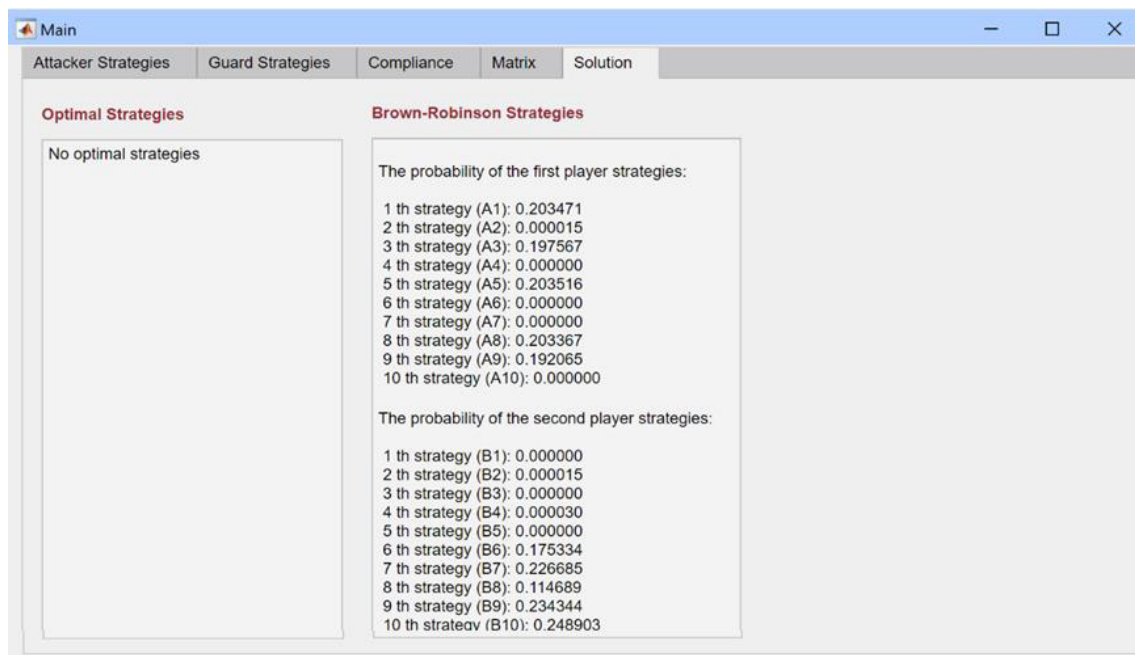 Main
Attacker Strategies Guard Strategies Compliance Matrix Solution
Optimal Strategies
No optimal strategies
Brown-Robinson Strategies
The probability of the first player strategies:
1 th strategy (A1): 0.203471
2 th strategy (A2): 0.000015
3 th strategy (A3): 0.197567
4 th strategy (A4): 0.000000
5 th strategy (A5): 0.203516
6 th strategy (A6): 0.000000
7 th strategy (A7): 0.000000
8 th strategy (A8): 0.203367
9 th strategy (A9): 0.192065
10 th strategy (A10): 0.000000
The probability of the second player strategies:
1 th strategy (B1): 0.000000
2 th strategy (B2): 0.000015
3 th strategy (B3): 0.000000
4 th strategy (B4): 0.000030
5 th strategy (B5): 0.000000
6 th strategy (B6): 0.175334
7 th strategy (B7): 0.226685
8 th strategy (B8): 0.114689
9 th strategy (B9): 0.234344
10 th strategy (B10): 0.248903